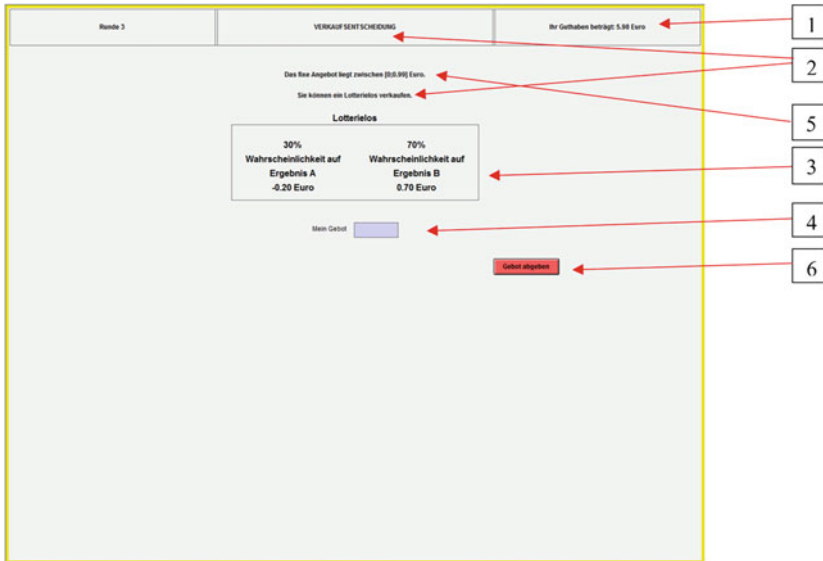 Runde 3
VERKAUFSENTSCHEIDUNG
Ihr Guthaben beträgt: 5.90 Euro
1
2
Das fixe Angebot liegt zwischen [0;0.99] Euro.
Sie können ein Lotterielos verkaufen.
5
Lotterielos
30%
Wahrscheinlichkeit auf
Ergebnis A
-0.20 Euro
70%
Wahrscheinlichkeit auf
Ergebnis B
0.70 Euro
3
Mein Gebot
4
Gebot abgeben
6